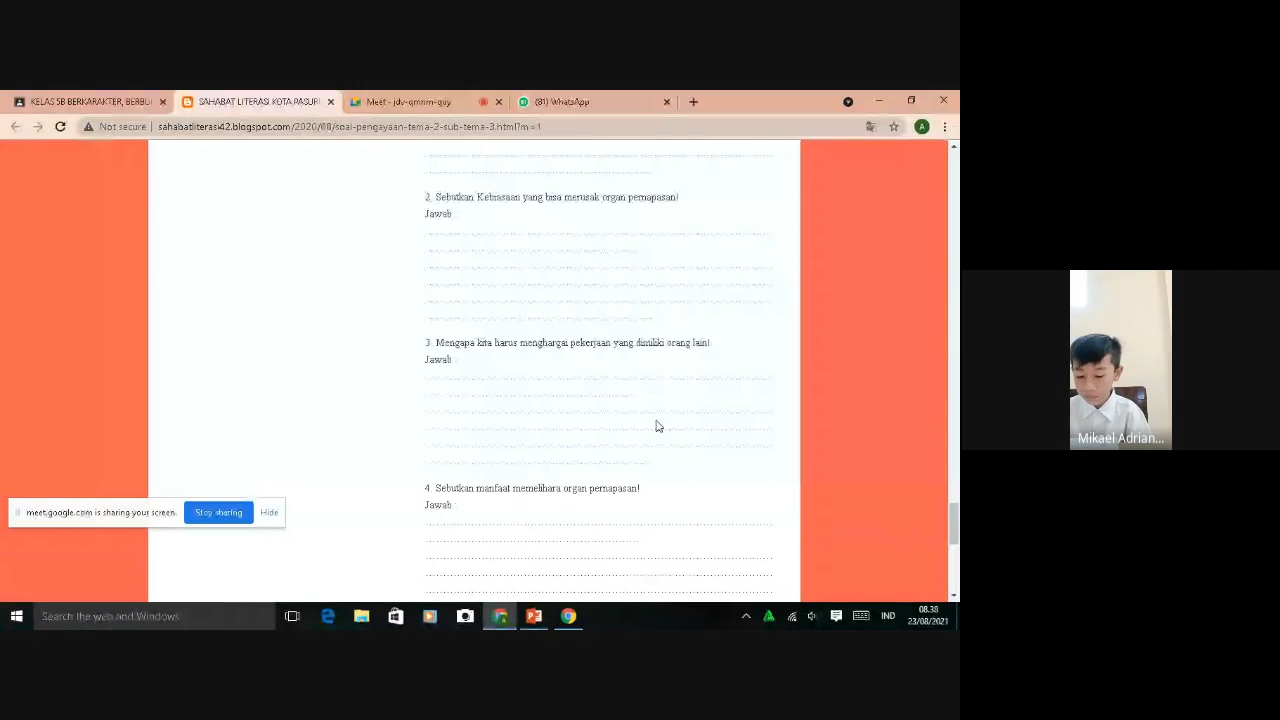 KELAS 5B BERKARAKTER, BERBU
SAHABAT LITERASI KOTA PASURU
Meet - jdv-qmnm-guy
(81) WhatsApp
Not secure
sahabatliterasi42.blogspot.com/2020/08/soal-pengayaan-tema-2-sub-tema-3.html?m=1
A
2. Sebutkan Kebiasaan yang bisa merusak organ pernapasan!
Jawab
3. Mengapa kita harus menghargai pekerjaan yang dimiliki orang lain!
Jawab :
4. Sebutkan manfaat memelihara organ pernapasan!
Jawab :
meet.google.com is sharing your screen.
Stop sharing
Hide
Mikael Adrian...
Search the web and Windows
IND
08.38
23/08/2021